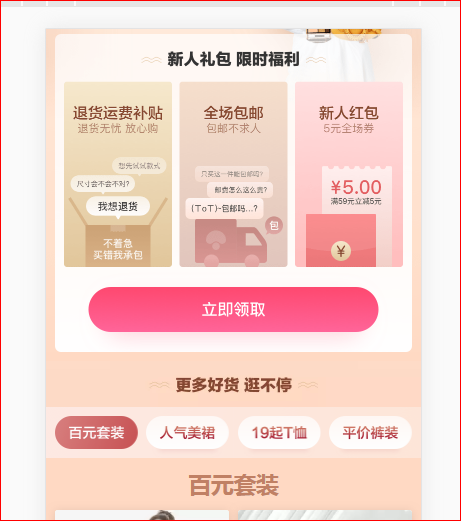 新人礼包 限时福利
退货运费补贴
退货无忧 放心购
想先试试款式
尺寸会不会不对?
我想退货
不着急
买错我承包
全场包邮
包邮不求人
只买这一件能包邮吗?
邮费怎么这么贵?
(ToT)~包邮吗...?
包
新人红包
5元全场券
¥5.00
满59元立减5元
¥
立即领取
更多好货 逛不停
百元套装
人气美裙
19起T恤
平价裤装
百元套装